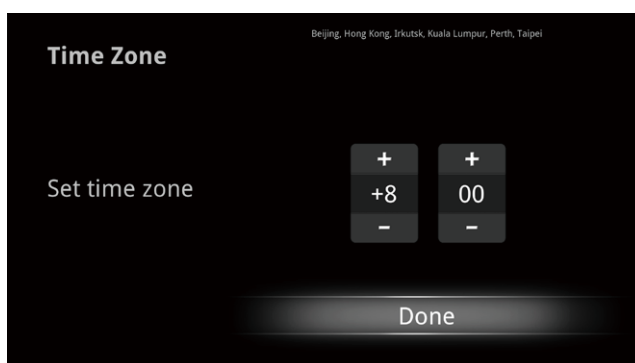 Time Zone
Beijing, Hong Kong, Irkutsk, Kuala Lumpur, Perth, Taipei
Set time zone
+ +
+8 00
− −
Done